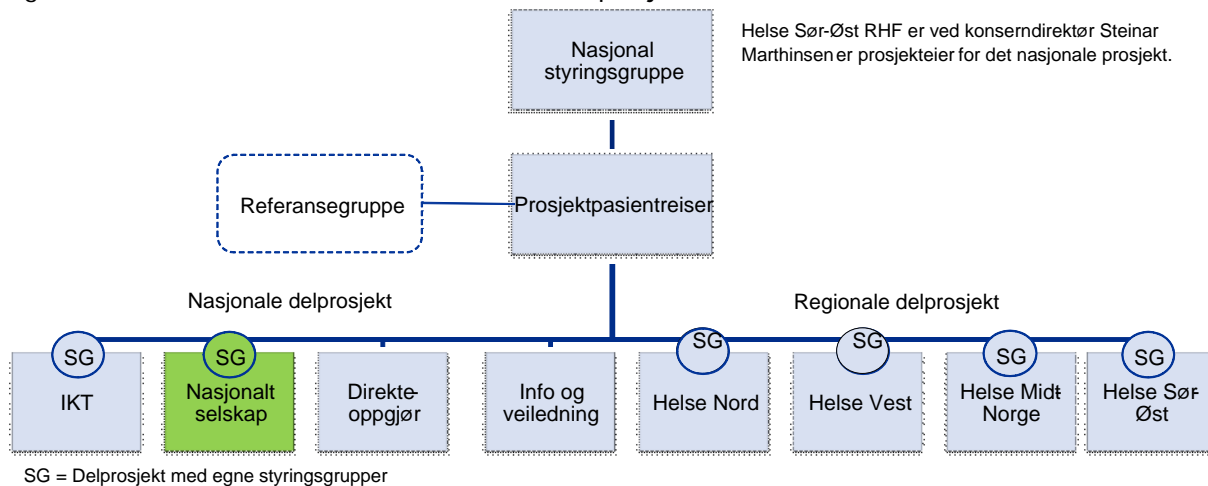 Helse Sør-Øst RHF er ved konserndirektør Steinar
Marthinsen er prosjekteier for det nasjonale prosjekt.
Nasjonal
styringsgruppe
Referansegruppe
Prosjektpasientreiser
Nasjonale delprosjekt
Regionale delprosjekt
SG
SG
SG
SG
SG
SG
IKT
Nasjonalt
selskap
Direkte-
oppgjør
Info og
veiledning
Helse Nord
Helse Vest
Helse Midt-
Norge
Helse Sør-
Øst
SG = Delprosjekt med egne styringsgrupper